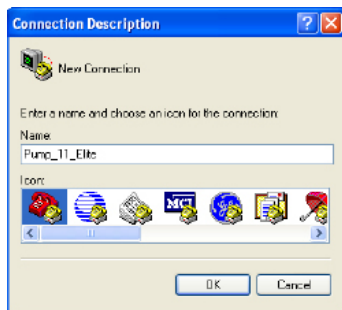 Connection Description
New Connection
Enter a name and choose an icon for the connection:
Name:
Pump_11_Elite
Icon:
MCI
OK
Cancel